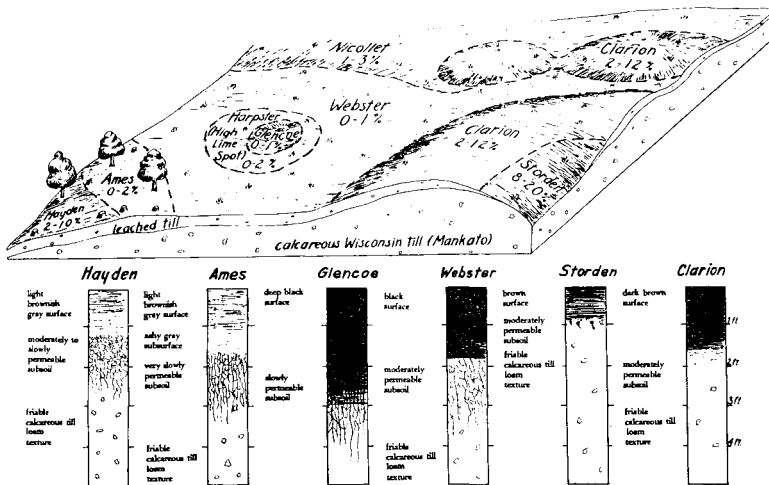 Nicollet
1-3%
Clarion
2-12%
Webster
0-1%
Harpster
(High
Lime
Spot)
0-2%
Glencoe
0-1%
Clarion
2-12%
Storden
8-20%
Ames
0-2%
Hayden
2-10%
leached till
calcareous Wisconsin till (Mankato)
Hayden
light
brownish
gray surface
moderately to
slowly
permeable
subsoil
friable
calcareous till
loam
texture
Ames
light
brownish
gray surface
ashy gray
subsurface
very slowly
permeable
subsoil
friable
calcareous till
loam
texture
Glencoe
deep black
surface
slowly
permeable
subsoil
Webster
black
surface
moderately
permeable
subsoil
friable
calcareous till
loam
texture
Storden
brown
surface
moderately
permeable
subsoil
friable
calcareous till
loam
texture
Clarion
dark brown
surface
moderately
permeable
subsoil
friable
calcareous till
loam
texture
1 ft
2 ft.
3 ft.
4 ft.